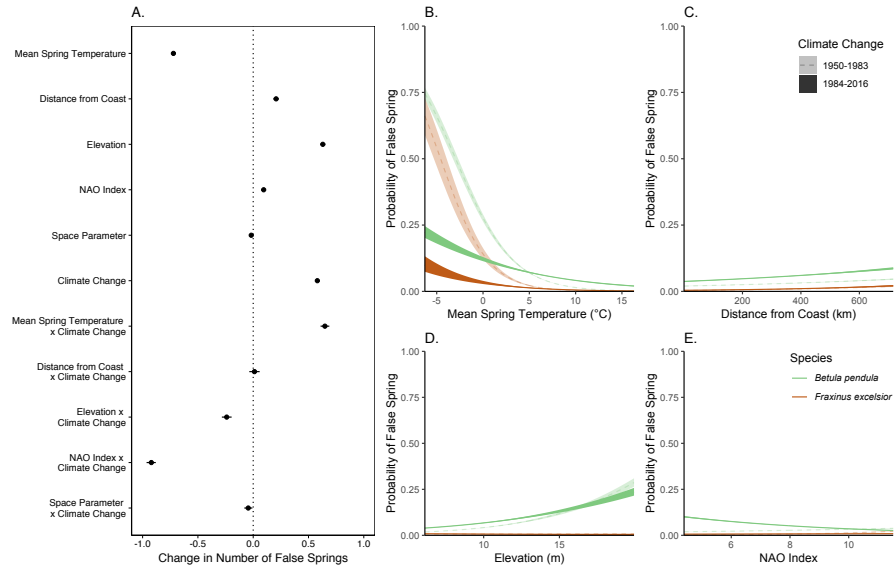 A.
Mean Spring Temperature
Distance from Coast
Elevation
NAO Index
Space Parameter
Climate Change
Mean Spring Temperature
x Climate Change
Distance from Coast
x Climate Change
Elevation x
Climate Change
NAO Index x
Climate Change
Space Parameter
x Climate Change
-1.0 -0.5 0.0 0.5 1.0
Change in Number of False Springs
B.
Probability of False Spring
1.00
0.75
0.50
0.25
0.00
-5 0 5 10 15
Mean Spring Temperature (°C)
C.
Probability of False Spring
1.00
0.75
0.50
0.25
0.00
200 400 600
Distance from Coast (km)
Climate Change
1950-1983
1984-2016
D.
Probability of False Spring
1.00
0.75
0.50
0.25
0.00
10 15
Elevation (m)
E.
Probability of False Spring
1.00
0.75
0.50
0.25
0.00
6 8 10
NAO Index
Species
Betula pendula
Fraxinus excelsior